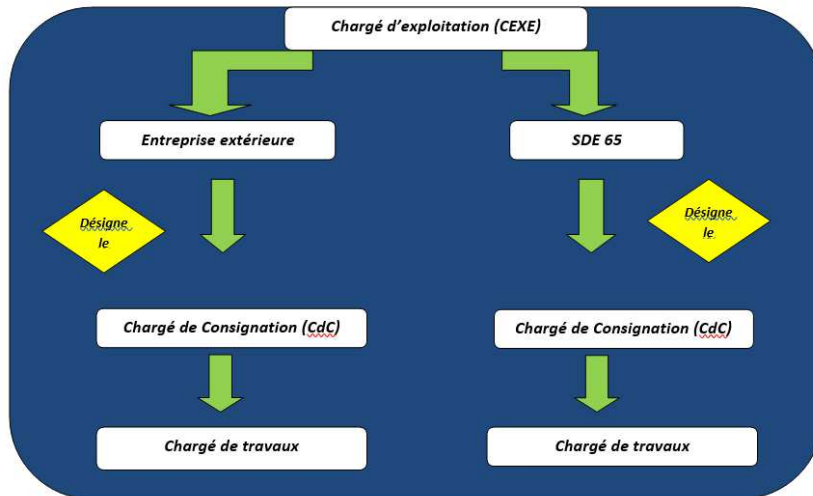 Chargé d'exploitation (CEXE)
Entreprise extérieure
SDE 65
Désigne
le
Désigne
le
Chargé de Consignation (CdC)
Chargé de Consignation (CdC)
Chargé de travaux
Chargé de travaux